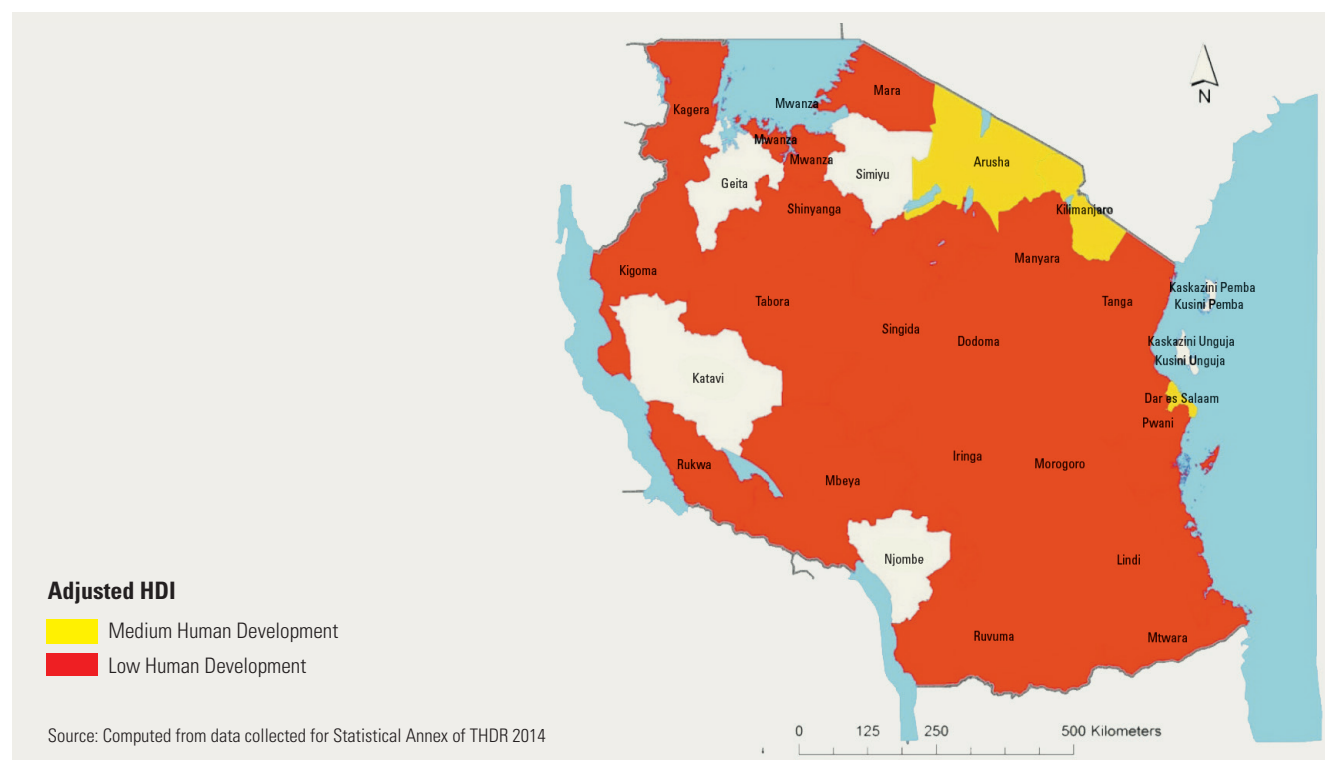 N
Kagera
Mwanza
Mara
Mwanza
Mwanza
Arusha
Simiyu
Geita
Shinyanga
Kilimanjaro
Manyara
Kigoma
Kaskazini Pemba
Tabora
Tanga
Kusini Pemba
Singida
Dodoma
Kaskazini Unguja
Kusini Unguja
Katavi
Dar es Salaam
Pwani
Iringa
Morogoro
Rukwa
Mbeya
Njombe
Lindi
Ruvuma
Mtwara
Adjusted HDI
Medium Human Development
Low Human Development
Source: Computed from data collected for Statistical Annex of THDR 2014
0 125 250 500 Kilometers